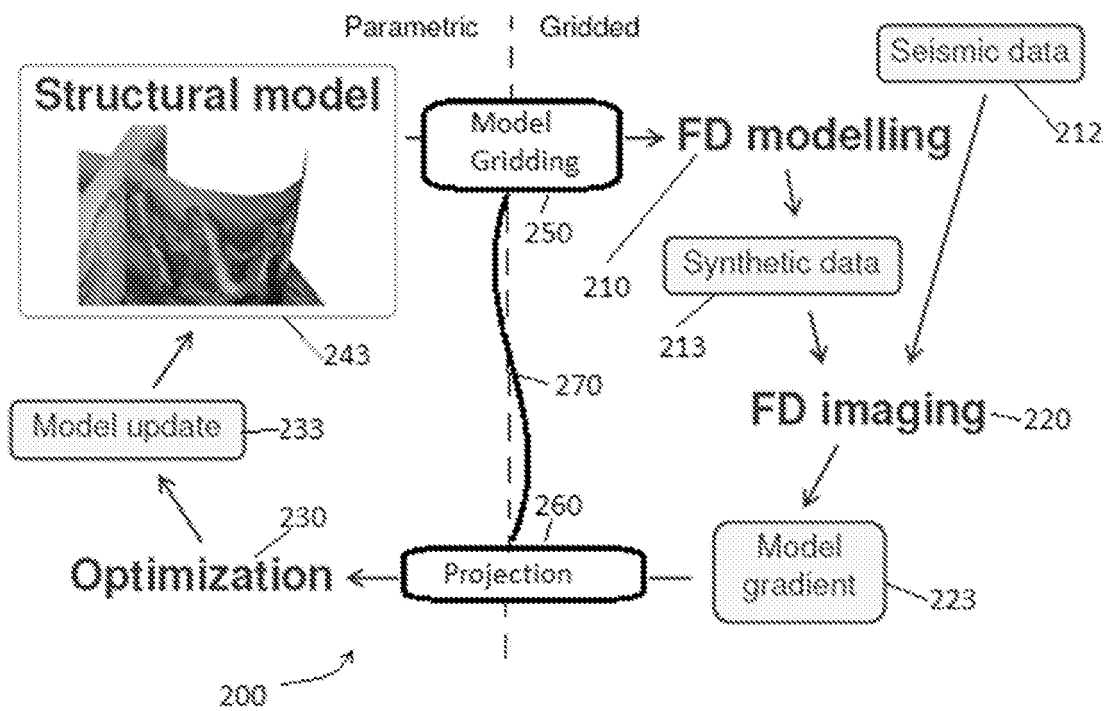 Parametric
Gridded
Seismic data
212
Structural model
Model
Gridding
250
FD modelling
210
Synthetic data
213
243
270
Model update
233
FD imaging
220
260
230
Optimization
Projection
Model
gradient
223
200